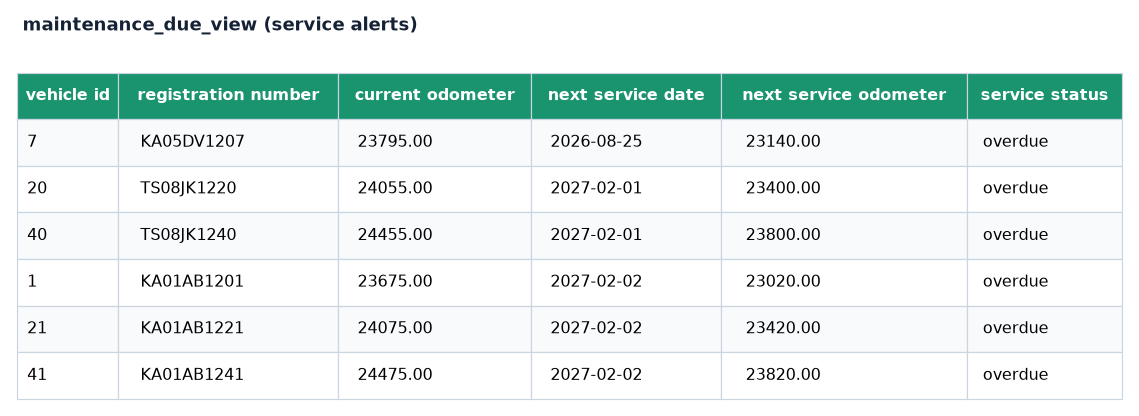 maintenance_due_view (service alerts)
vehicle id registration number current odometer next service date next service odometer service status
7 KA05DV1207 23795.00 2026-08-25 23140.00 overdue
20 TS08JK1220 24055.00 2027-02-01 23400.00 overdue
40 TS08JK1240 24455.00 2027-02-01 23800.00 overdue
1 KA01AB1201 23675.00 2027-02-02 23020.00 overdue
21 KA01AB1221 24075.00 2027-02-02 23420.00 overdue
41 KA01AB1241 24475.00 2027-02-02 23820.00 overdue